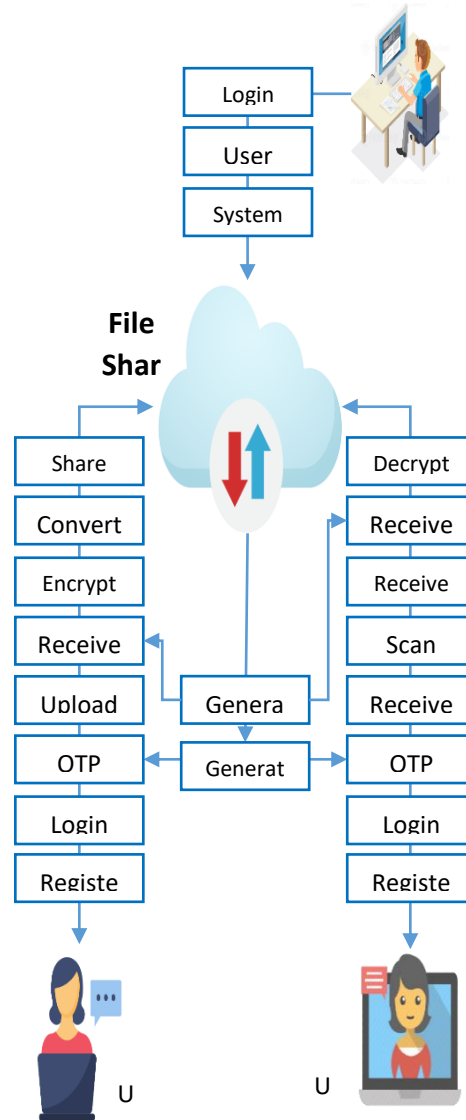 Login
User
System
File
Shar
Share
Convert
Encrypt
Receive
Upload
OTP
Login
Registe
U
Genera
Generat
Decrypt
Receive
Receive
Scan
Receive
OTP
Login
Registe
U